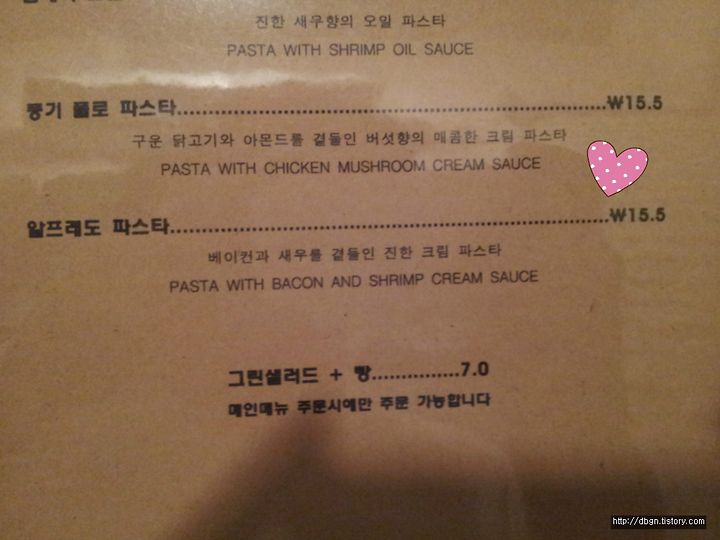 진한 새우향의 오일 파스타
PASTA WITH SHRIMP OIL SAUCE
풍기 폴로 파스타......................................................₩15.5
구운 닭고기와 아몬드를 곁들인 버섯향의 매콤한 크림 파스타
PASTA WITH CHICKEN MUSHROOM CREAM SAUCE
알프레도 파스타......................................................₩15.5
베이컨과 새우를 곁들인 진한 크림 파스타
PASTA WITH BACON AND SHRIMP CREAM SAUCE
그린샐러드 + 빵...............7.0
메인메뉴 주문시에만 주문 가능합니다
http://dbgn.tistory.com